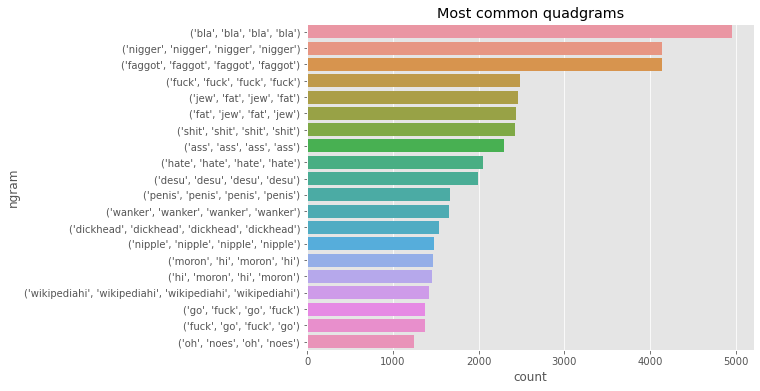 Most common quadgrams
('bla', 'bla', 'bla', 'bla')
('nigger', 'nigger', 'nigger', 'nigger')
('faggot', 'faggot', 'faggot', 'faggot')
('fuck', 'fuck', 'fuck', 'fuck')
('jew', 'fat', 'jew', 'fat')
('fat', 'jew', 'fat', 'jew')
('shit', 'shit', 'shit', 'shit')
('ass', 'ass', 'ass', 'ass')
('hate', 'hate', 'hate', 'hate')
('desu', 'desu', 'desu', 'desu')
('penis', 'penis', 'penis', 'penis')
('wanker', 'wanker', 'wanker', 'wanker')
('dickhead', 'dickhead', 'dickhead', 'dickhead')
('nipple', 'nipple', 'nipple', 'nipple')
('moron', 'hi', 'moron', 'hi')
('hi', 'moron', 'hi', 'moron')
('wikipediahi', 'wikipediahi', 'wikipediahi', 'wikipediahi')
('go', 'fuck', 'go', 'fuck')
('fuck', 'go', 'fuck', 'go')
('oh', 'noes', 'oh', 'noes')
ngram
0 1000 2000 3000 4000 5000
count